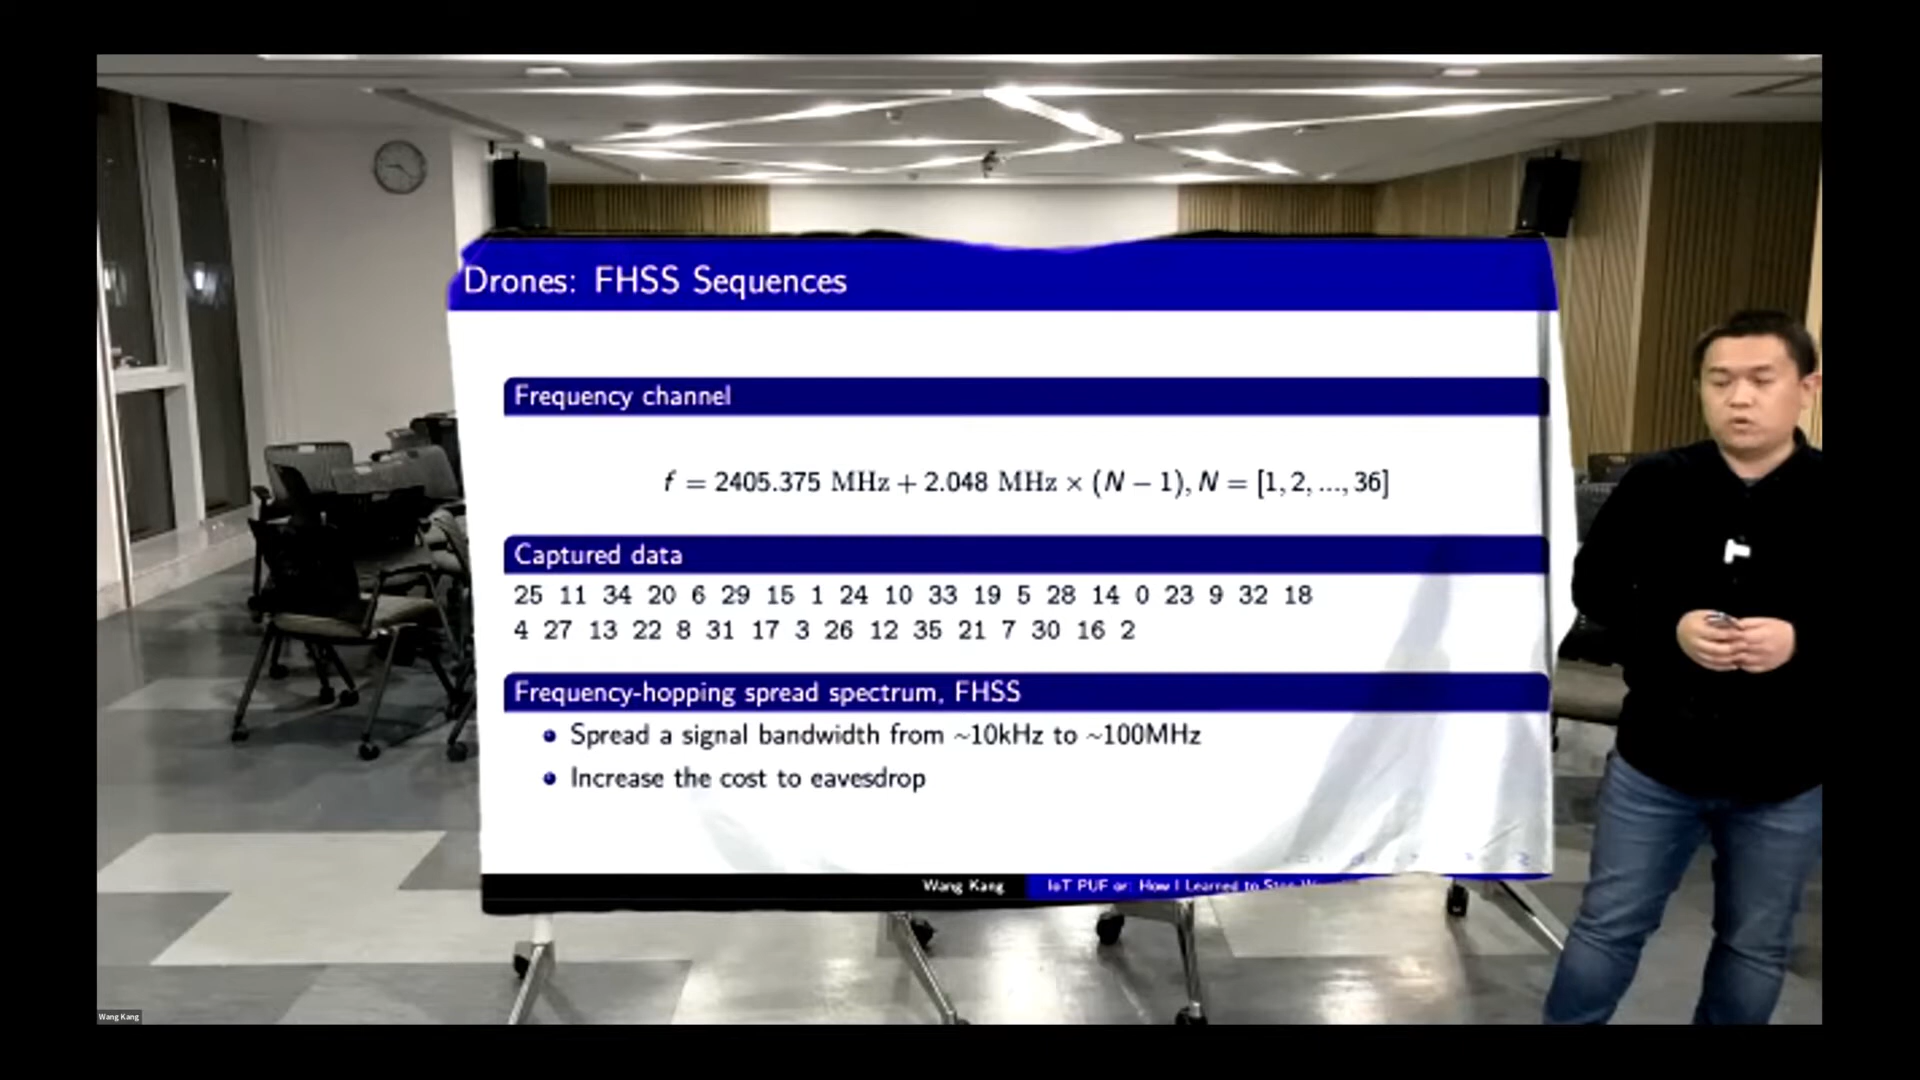 Drones: FHSS Sequences
Frequency channel
f = 2405.375 MHz + 2.048 MHz × (N − 1), N = [1, 2, ..., 36]
Captured data
25 11 34 20 6 29 15 1 24 10 33 19 5 28 14 0 23 9 32 18
4 27 13 22 8 31 17 3 26 12 35 21 7 30 16 2
Frequency-hopping spread spectrum, FHSS
Spread a signal bandwidth from ~10kHz to ~100MHz
Increase the cost to eavesdrop
Wang Kang IoT PUF or: How I Learned to Stop
Wang Kang